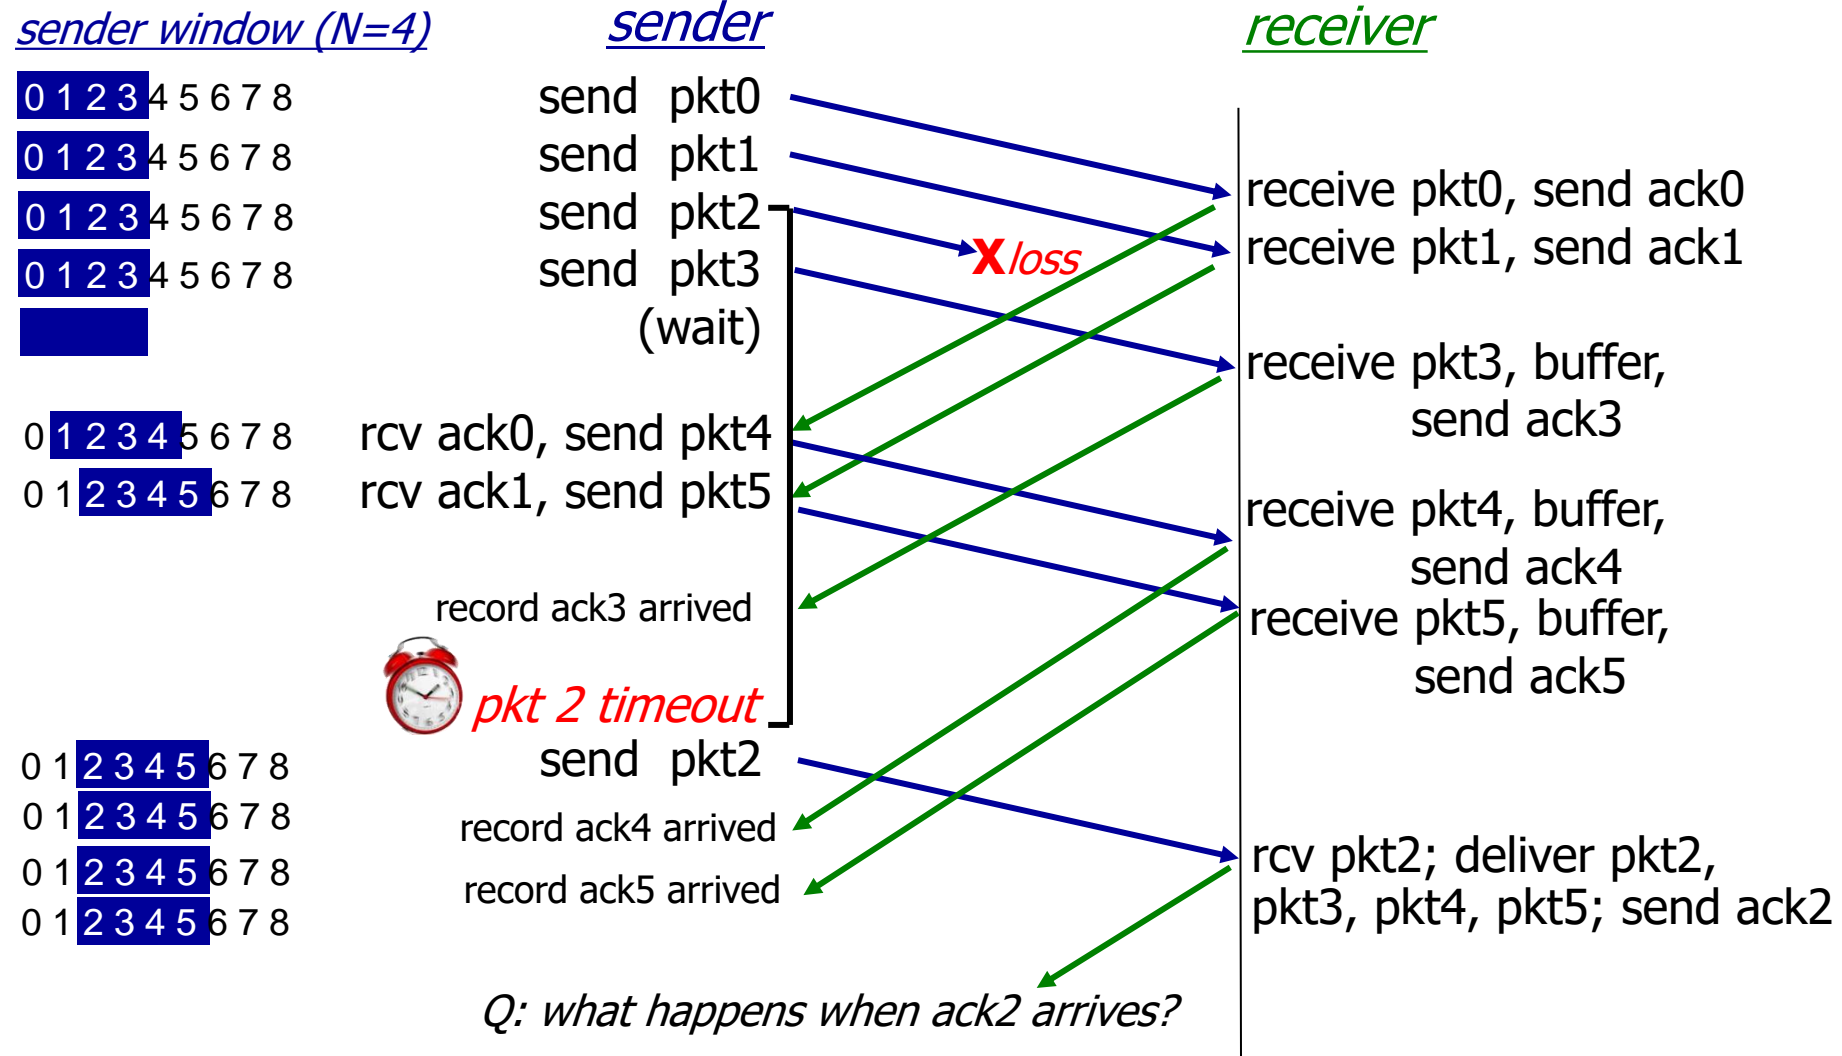 sender window (N=4)
sender
receiver
0 1 2 3 4 5 6 7 8
send pkt0
0 1 2 3 4 5 6 7 8
send pkt1
receive pkt0, send ack0
0 1 2 3 4 5 6 7 8
send pkt2
X loss
receive pkt1, send ack1
0 1 2 3 4 5 6 7 8
send pkt3
(wait)
receive pkt3, buffer,
send ack3
0 1 2 3 4 5 6 7 8
rcv ack0, send pkt4
0 1 2 3 4 5 6 7 8
rcv ack1, send pkt5
receive pkt4, buffer,
send ack4
record ack3 arrived
receive pkt5, buffer,
send ack5
pkt 2 timeout
0 1 2 3 4 5 6 7 8
send pkt2
0 1 2 3 4 5 6 7 8
record ack4 arrived
0 1 2 3 4 5 6 7 8
record ack5 arrived
rcv pkt2; deliver pkt2,
pkt3, pkt4, pkt5; send ack2
0 1 2 3 4 5 6 7 8
Q: what happens when ack2 arrives?